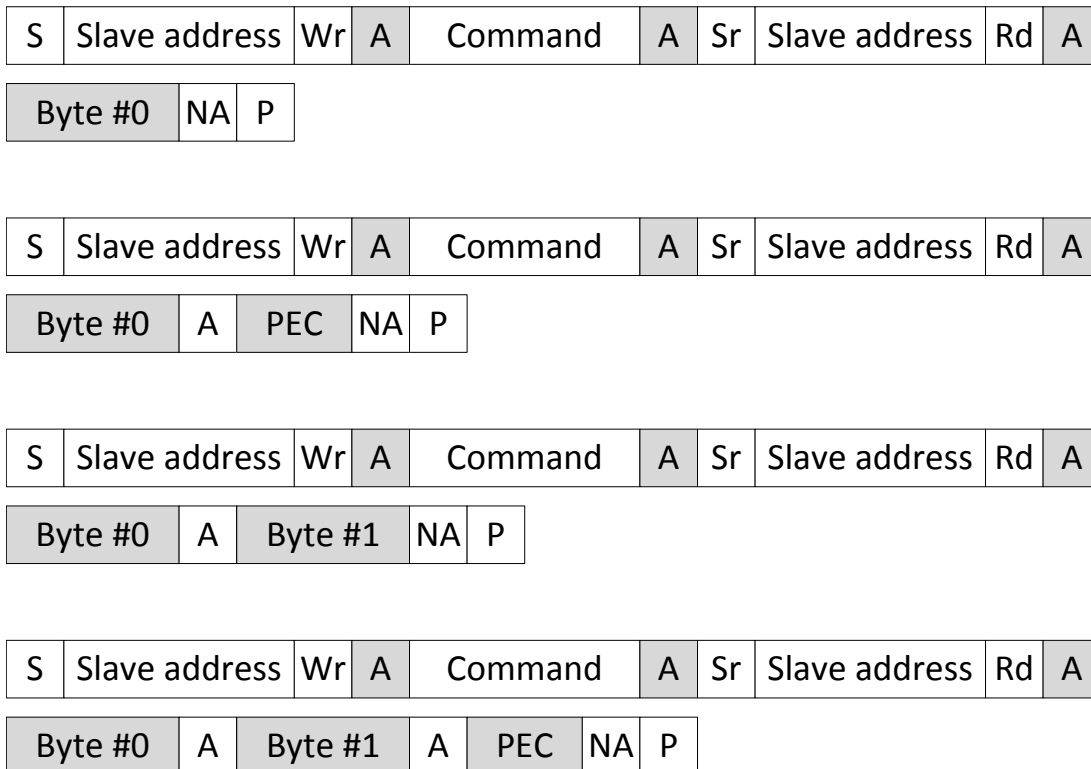 S Slave address Wr A Command A Sr Slave address Rd A
Byte #0 NA P
S Slave address Wr A Command A Sr Slave address Rd A
Byte #0 A PEC NA P
S Slave address Wr A Command A Sr Slave address Rd A
Byte #0 A Byte #1 NA P
S Slave address Wr A Command A Sr Slave address Rd A
Byte #0 A Byte #1 A PEC NA P